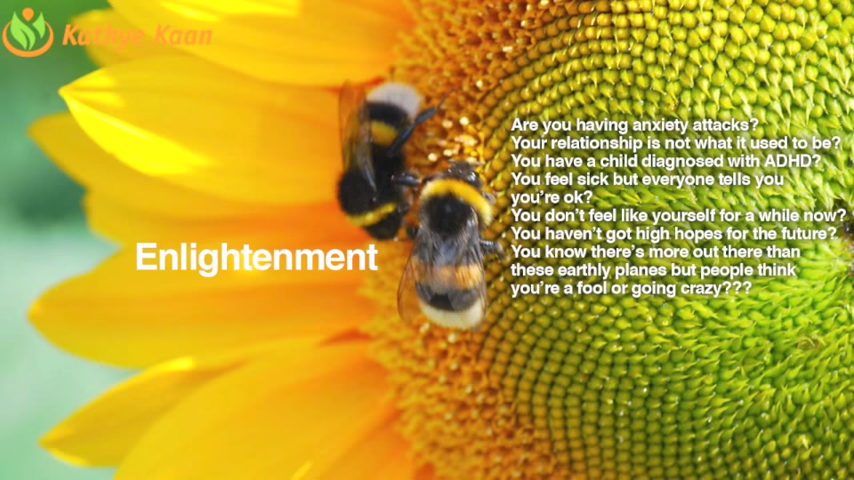 Kathye Kaan
Are you having anxiety attacks?
Your relationship is not what it used to be?
You have a child diagnosed with ADHD?
You feel sick but everyone tells you
you're ok?
You don't feel like yourself for a while now?
You haven't got high hopes for the future?
You know there's more out there than
these earthly planes but people think
you're a fool or going crazy???
Enlightenment